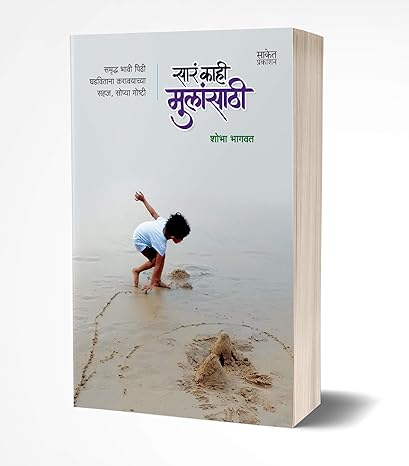 समृद्ध भावी पिढी
घडविताना करावयाच्या
सहज, सोप्या गोष्टी
सारं काही
मुलांसाठी
शोभा भागवत
साकेत
प्रकाशन